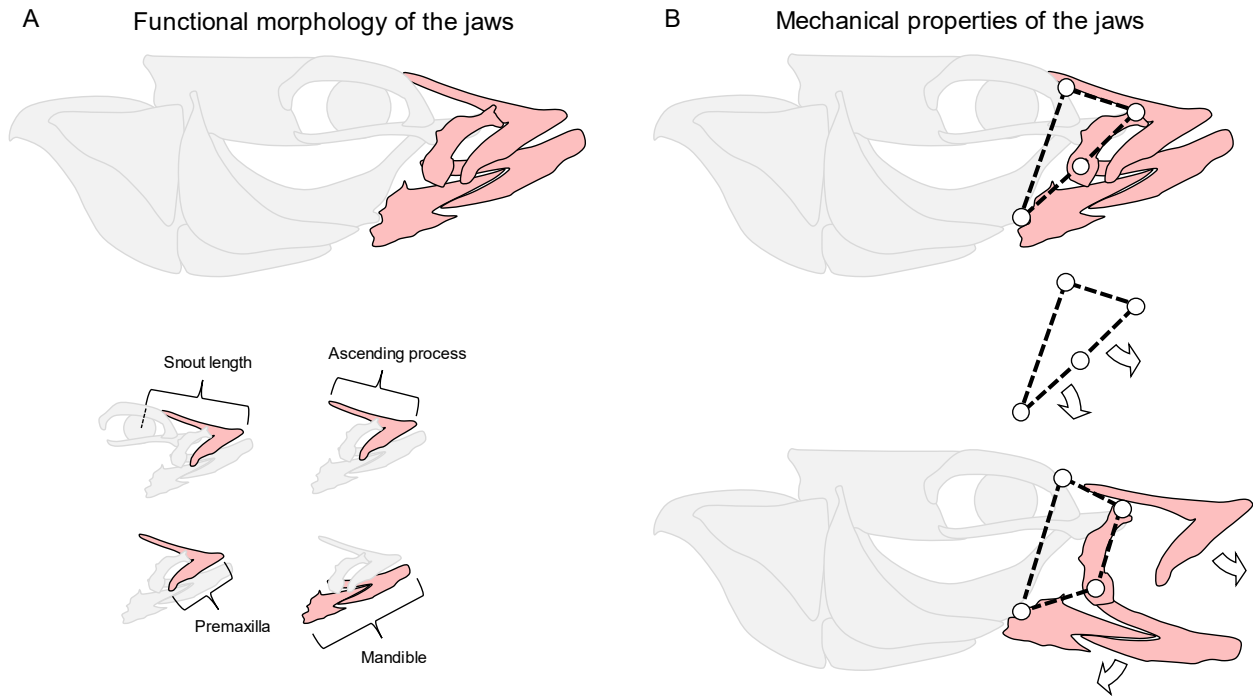 A
Functional morphology of the jaws
B
Mechanical properties of the jaws
Snout length
Ascending process
Premaxilla
Mandible